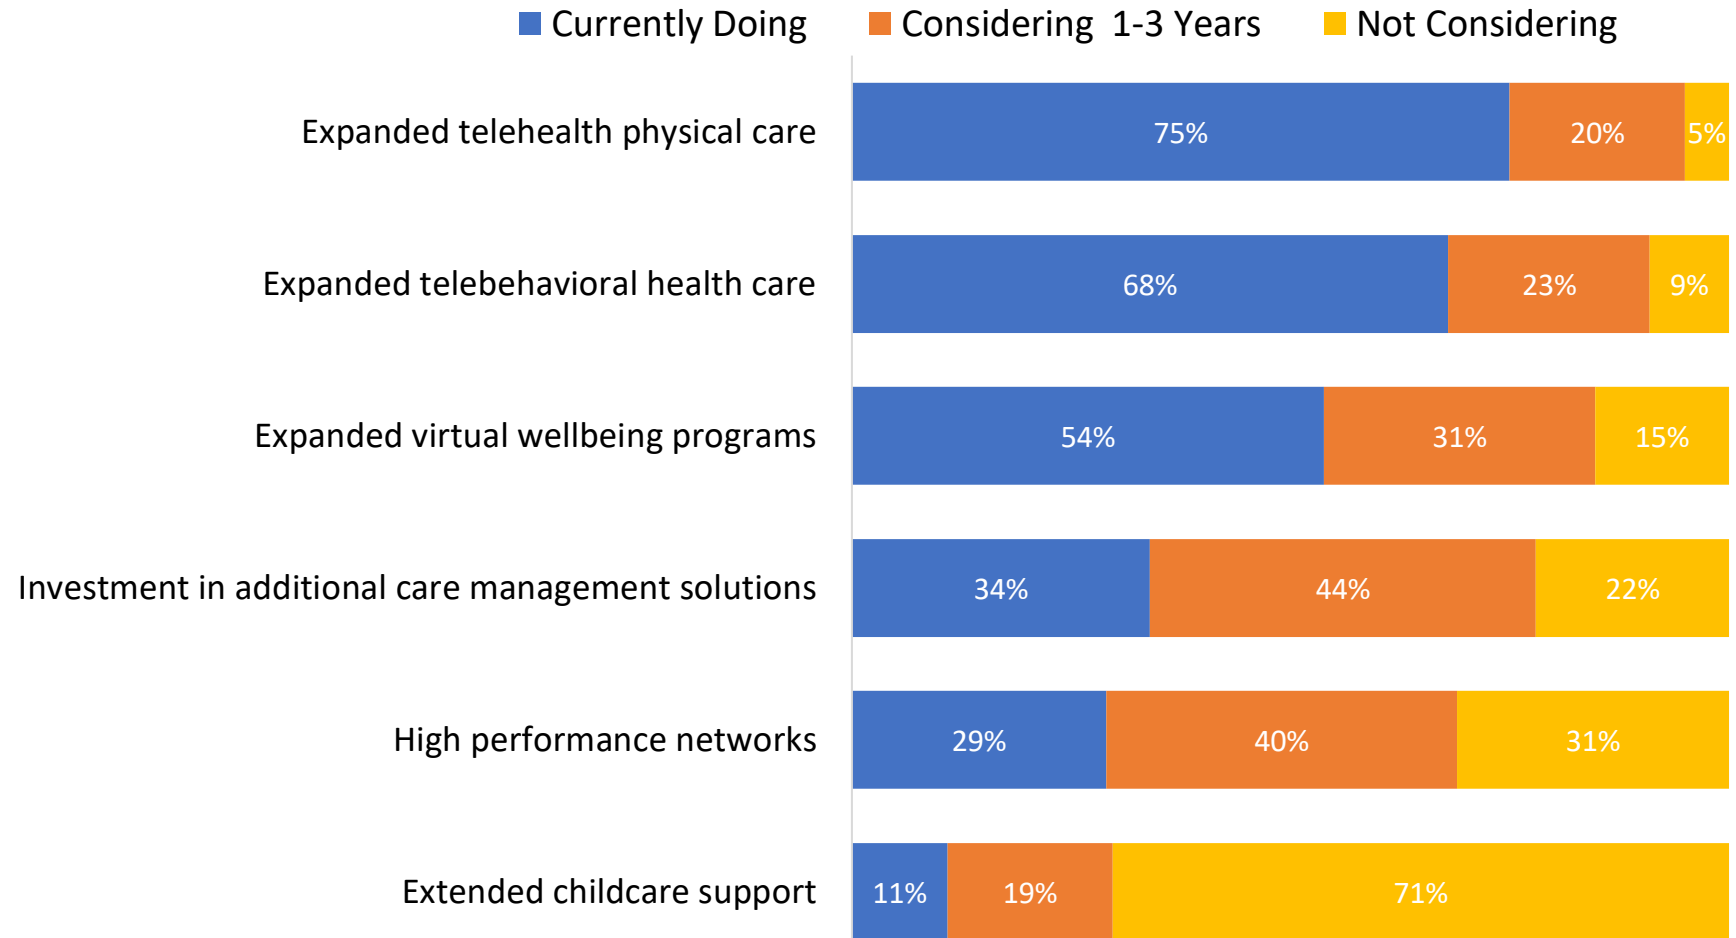 Currently Doing Considering 1-3 Years Not Considering
Expanded telehealth physical care 75% 20% 5%
Expanded telebehavioral health care 68% 23% 9%
Expanded virtual wellbeing programs 54% 31% 15%
Investment in additional care management solutions 34% 44% 22%
High performance networks 29% 40% 31%
Extended childcare support 11% 19% 71%